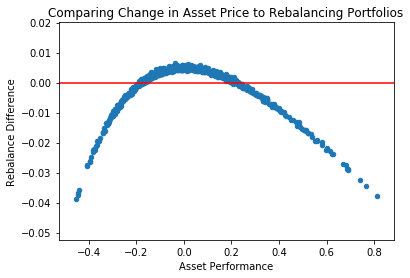 Comparing Change in Asset Price to Rebalancing Portfolios
0.02
0.01
0.00
−0.01
−0.02
−0.03
−0.04
−0.05
Rebalance Difference
−0.4 −0.2 0.0 0.2 0.4 0.6 0.8
Asset Performance